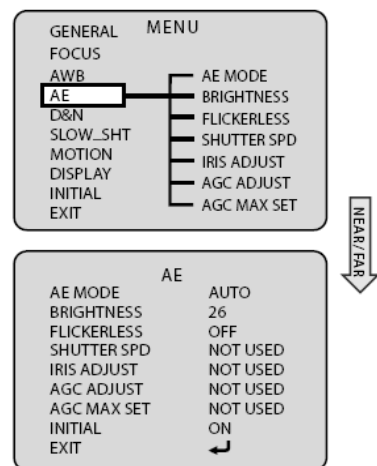 MENU
GENERAL
FOCUS
AWB
AE
D&N
SLOW_SHT
MOTION
DISPLAY
INITIAL
EXIT
AE MODE
BRIGHTNESS
FLICKERLESS
SHUTTER SPD
IRIS ADJUST
AGC ADJUST
AGC MAX SET
NEAR/FAR
AE
AE MODE AUTO
BRIGHTNESS 26
FLICKERLESS OFF
SHUTTER SPD NOT USED
IRIS ADJUST NOT USED
AGC ADJUST NOT USED
AGC MAX SET NOT USED
INITIAL ON
EXIT ↵